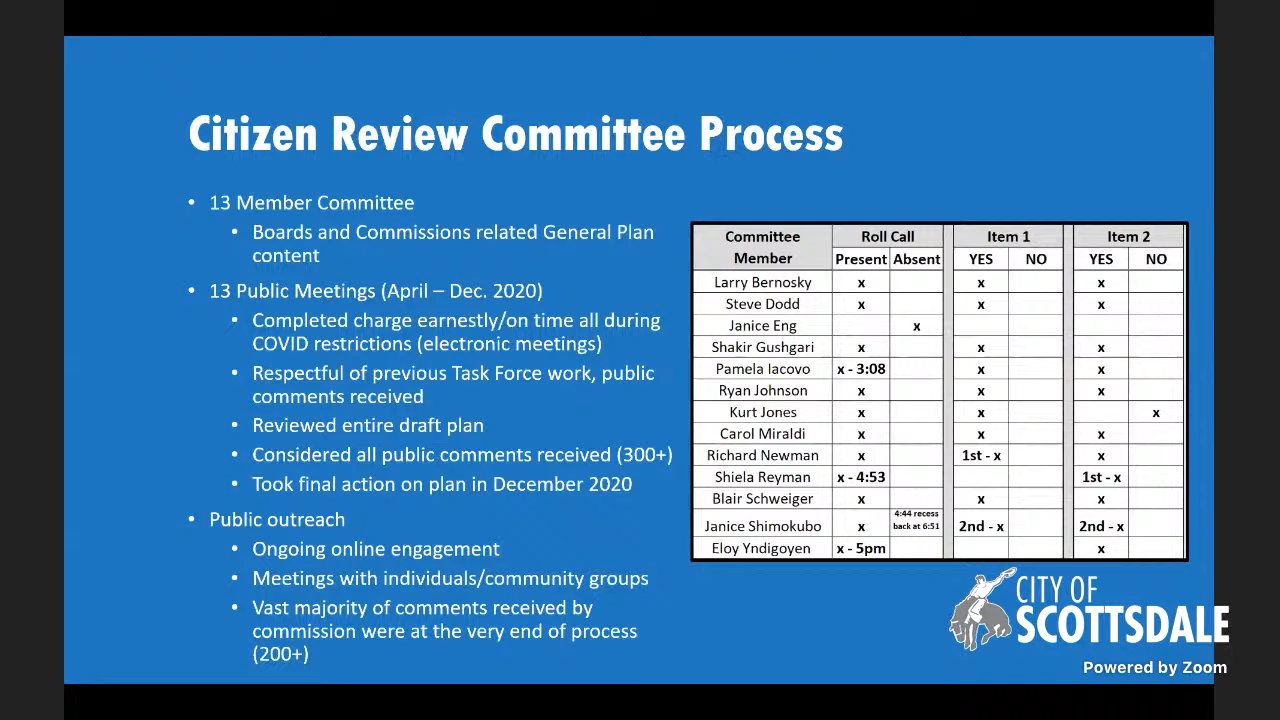 Citizen Review Committee Process
• 13 Member Committee
• Boards and Commissions related General Plan
content
• 13 Public Meetings (April – Dec. 2020)
• Completed charge earnestly/on time all during
COVID restrictions (electronic meetings)
• Respectful of previous Task Force work, public
comments received
• Reviewed entire draft plan
• Considered all public comments received (300+)
• Took final action on plan in December 2020
• Public outreach
• Ongoing online engagement
• Meetings with individuals/community groups
• Vast majority of comments received by
commission were at the very end of process
(200+)
Committee Roll Call Item 1 Item 2
Member Present Absent YES NO YES NO
Larry Bernosky x x x
Steve Dodd x x x
Janice Eng x
Shakir Gushgari x x x
Pamela Iacovo x - 3:08 x x
Ryan Johnson x x x
Kurt Jones x x x
Carol Miraldi x x x
Richard Newman x 1st - x x
Shiela Reyman x - 4:53 1st - x
Blair Schweiger x x x
4:44 recess
Janice Shimokubo x back at 6:51 2nd - x 2nd - x
Eloy Yndigoyen x - 5pm x
CITY OF
SCOTTSDALE
Powered by Zoom